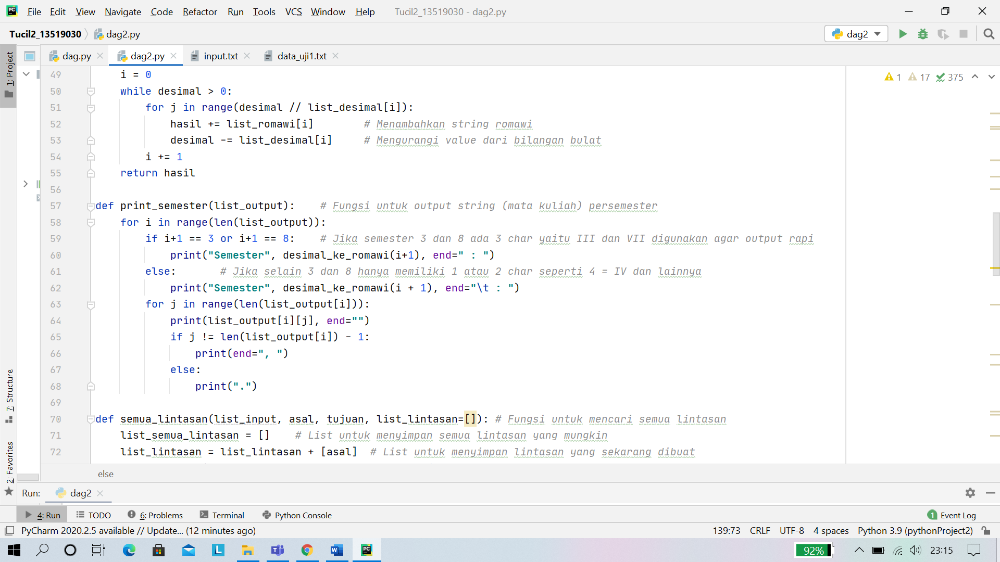 File Edit View Navigate Code Refactor Run Tools VCS Window Help Tucil2_13519030 - dag2.py
Tucil2_13519030 dag2.py dag2
1: Project
dag.py dag2.py input.txt data_uji1.txt
1 17 375
49 i = 0
50 while desimal > 0:
51 for j in range(desimal // list_desimal[i]):
52 hasil += list_romawi[i] # Menambahkan string romawi
53 desimal -= list_desimal[i] # Mengurangi value dari bilangan bulat
54 i += 1
55 return hasil
56
57 def print_semester(list_output): # Fungsi untuk output string (mata kuliah) persemester
58 for i in range(len(list_output)):
59 if i+1 == 3 or i+1 == 8: # Jika semester 3 dan 8 ada 3 char yaitu III dan VII digunakan agar output rapi
60 print("Semester", desimal_ke_romawi(i+1), end=" : ")
61 else: # Jika selain 3 dan 8 hanya memiliki 1 atau 2 char seperti 4 = IV dan lainnya
62 print("Semester", desimal_ke_romawi(i + 1), end="\t : ")
63 for j in range(len(list_output[i])):
64 print(list_output[i][j], end="")
65 if j != len(list_output[i]) - 1:
66 print(end=", ")
67 else:
68 print(".")
69
70 def semua_lintasan(list_input, asal, tujuan, list_lintasan=[]): # Fungsi untuk mencari semua lintasan
71 list_semua_lintasan = [] # List untuk menyimpan semua lintasan yang mungkin
72 list_lintasan = list_lintasan + [asal] # List untuk menyimpan lintasan yang sekarang dibuat
7: Structure
2: Favorites
else
Run: dag2
4: Run TODO 6: Problems Terminal Python Console 1 Event Log
PyCharm 2020.2.5 available // Update... (12 minutes ago) 139:73 CRLF UTF-8 4 spaces Python 3.9 (pythonProject2)
92% 23:15